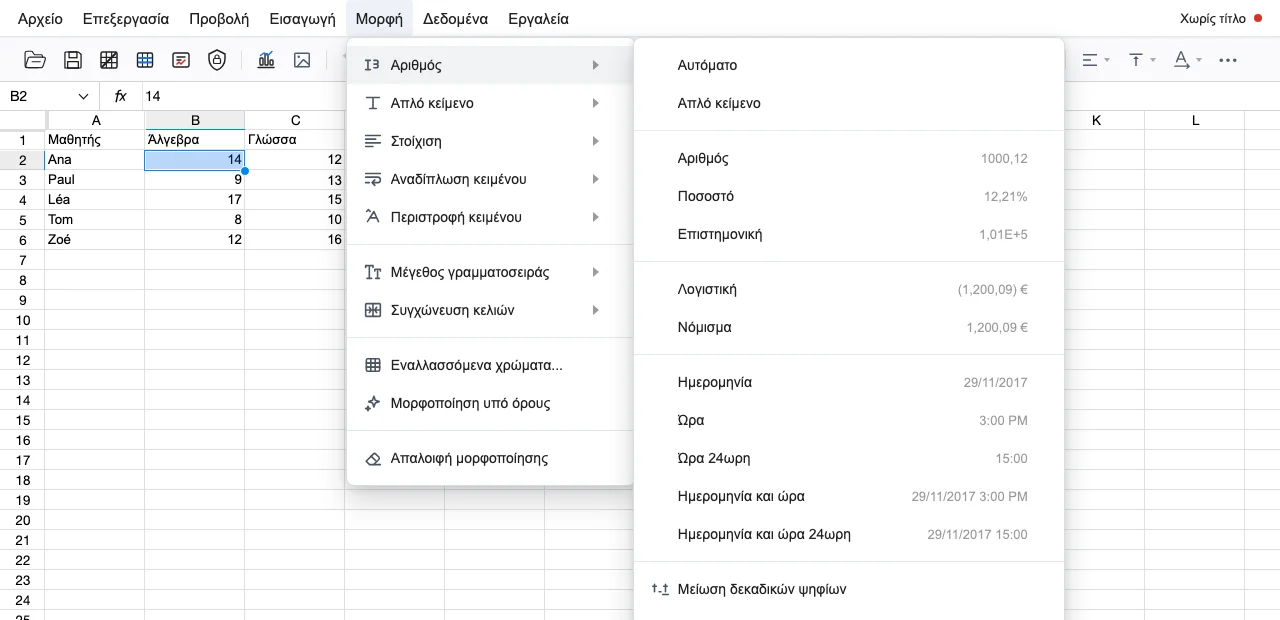 Αρχείο Επεξεργασία Προβολή Εισαγωγή Μορφή Δεδομένα Εργαλεία Χωρίς τίτλο
B2 fx 14
A B C K L
1 Μαθητής Άλγεβρα Γλώσσα
2 Ana 14 12
3 Paul 9 13
4 Léa 17 15
5 Tom 8 10
6 Zoé 12 16
7
8
9
10
11
12
13
14
15
16
17
18
19
20
21
22
23
24
25
Αριθμός
Απλό κείμενο
Στοίχιση
Αναδίπλωση κειμένου
Περιστροφή κειμένου
Μέγεθος γραμματοσειράς
Συγχώνευση κελιών
Εναλλασσόμενα χρώματα...
Μορφοποίηση υπό όρους
Απαλοιφή μορφοποίησης
Αυτόματο
Απλό κείμενο
Αριθμός 1000,12
Ποσοστό 12,21%
Επιστημονική 1,01E+5
Λογιστική (1,200,09) €
Νόμισμα 1,200,09 €
Ημερομηνία 29/11/2017
Ώρα 3:00 PM
Ώρα 24ωρη 15:00
Ημερομηνία και ώρα 29/11/2017 3:00 PM
Ημερομηνία και ώρα 24ωρη 29/11/2017 15:00
Μείωση δεκαδικών ψηφίων